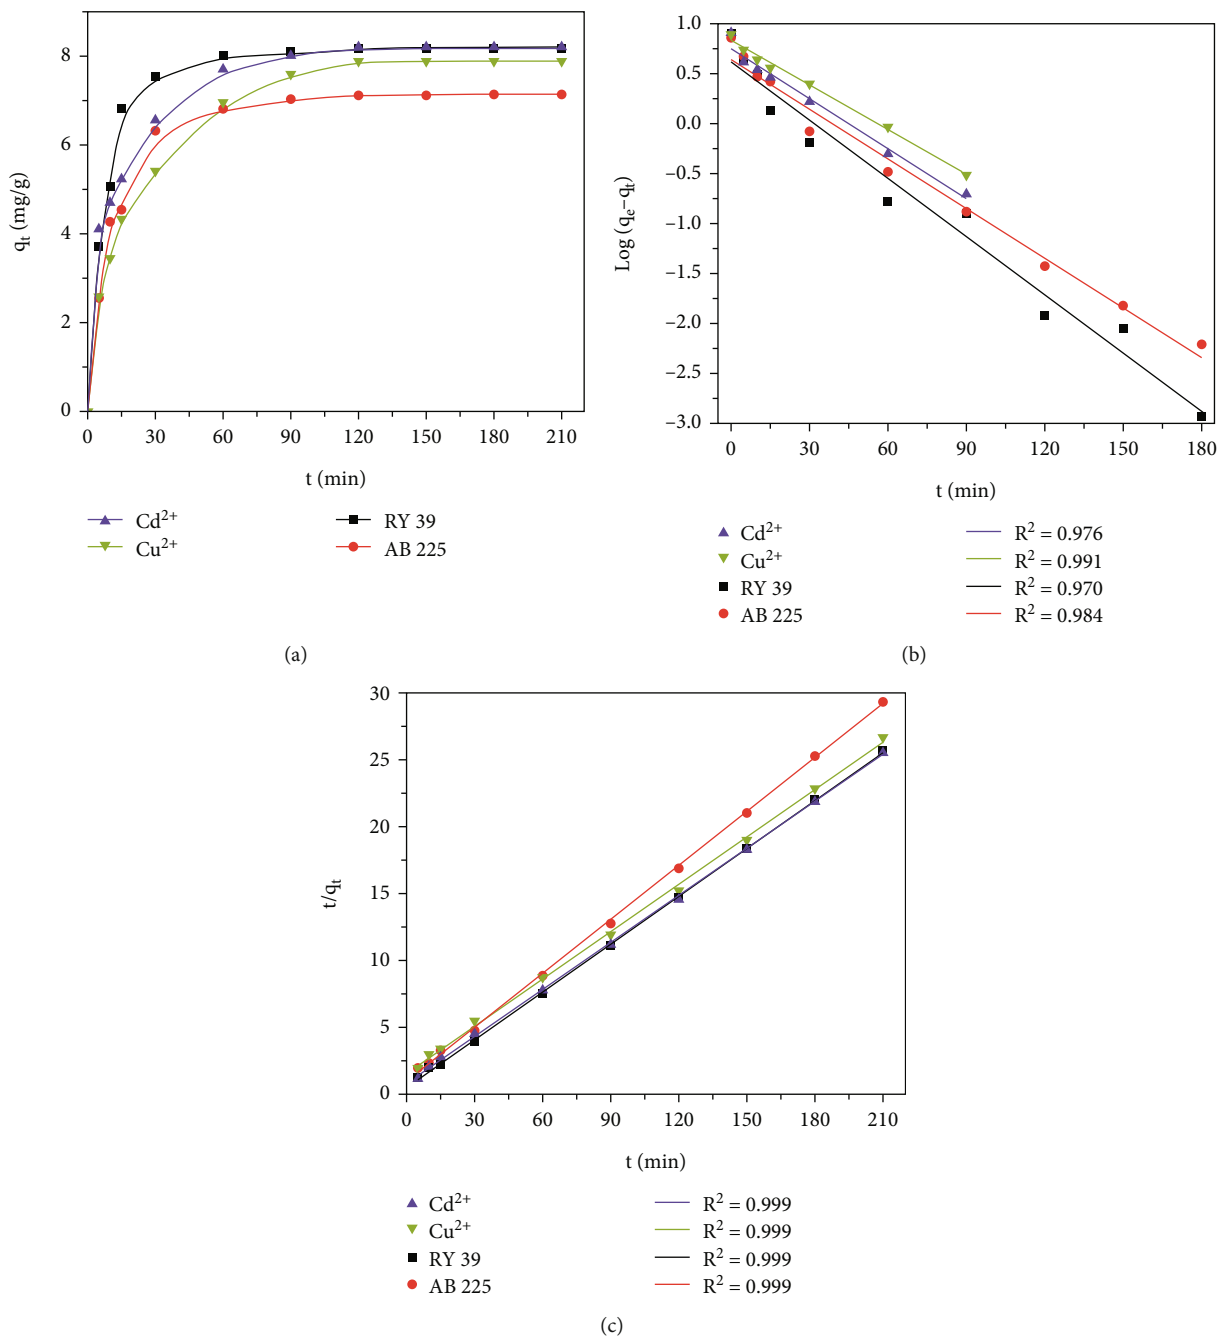 8
6
4
2
0
q_t (mg/g)
0 30 60 90 120 150 180 210
t (min)
Cd²⁺
RY 39
Cu²⁺
AB 225
(a)
1.0
0.5
0.0
−0.5
−1.0
−1.5
−2.0
−2.5
−3.0
Log (q_e−q_t)
0 30 60 90 120 150 180
t (min)
Cd²⁺ R² = 0.976
Cu²⁺ R² = 0.991
RY 39 R² = 0.970
AB 225 R² = 0.984
(b)
30
25
20
15
10
5
0
t/q_t
0 30 60 90 120 150 180 210
t (min)
Cd²⁺ R² = 0.999
Cu²⁺ R² = 0.999
RY 39 R² = 0.999
AB 225 R² = 0.999
(c)